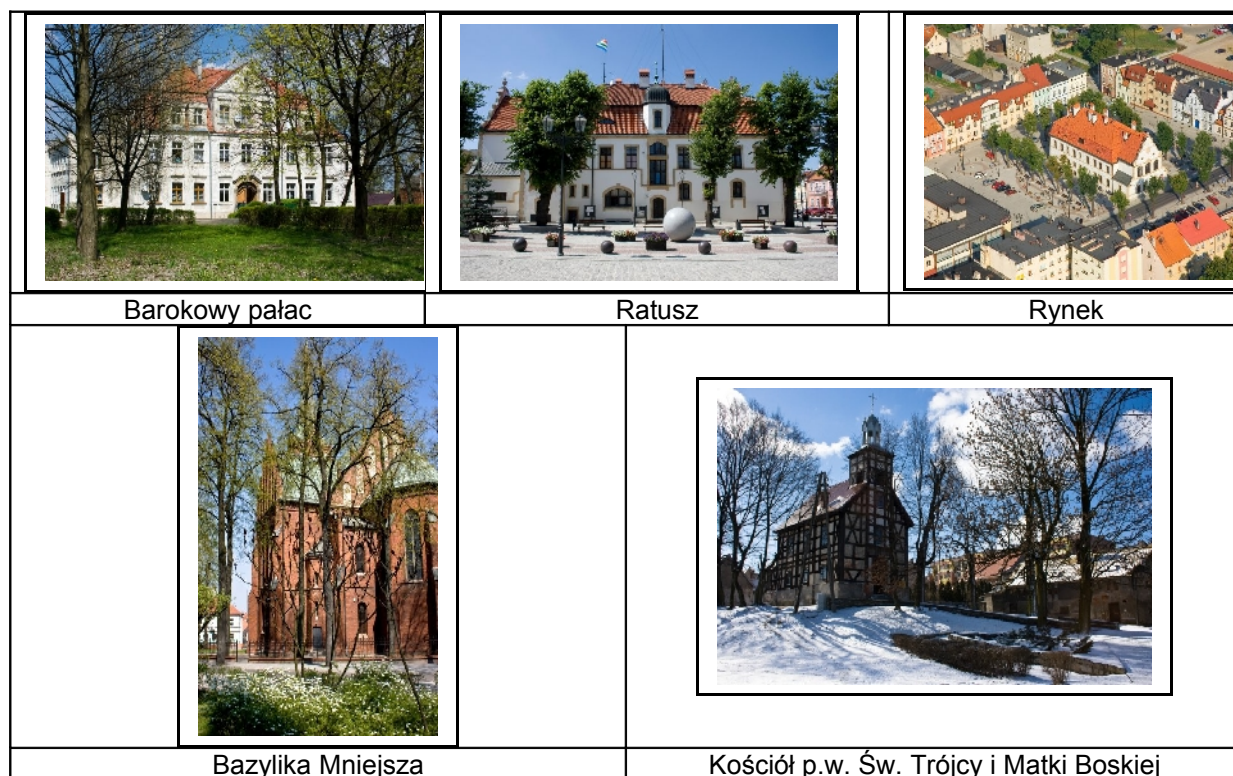 Barokowy pałac
Ratusz
Rynek
Bazylika Mniejsza
Kościół p.w. Św. Trójcy i Matki Boskiej